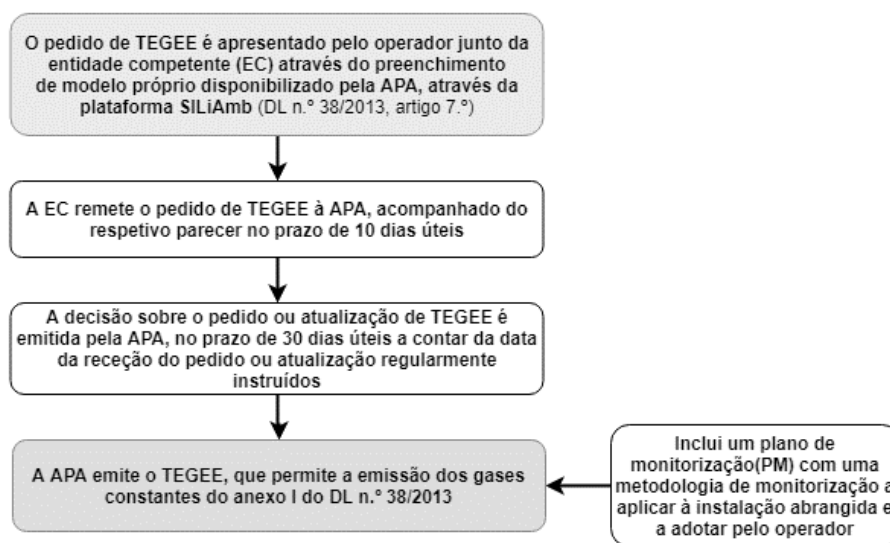 O pedido de TEGEE é apresentado pelo operador junto da
entidade competente (EC) através do preenchimento
de modelo próprio disponibilizado pela APA, através da
plataforma SILiAmb (DL n.º 38/2013, artigo 7.º)
A EC remete o pedido de TEGEE à APA, acompanhado do
respetivo parecer no prazo de 10 dias úteis
A decisão sobre o pedido ou atualização de TEGEE é
emitida pela APA, no prazo de 30 dias úteis a contar da data
da receção do pedido ou atualização regularmente
instruídos
A APA emite o TEGEE, que permite a emissão dos gases
constantes do anexo I do DL n.º 38/2013
Inclui um plano de
monitorização(PM) com uma
metodologia de monitorização a
aplicar à instalação abrangida e
a adotar pelo operador